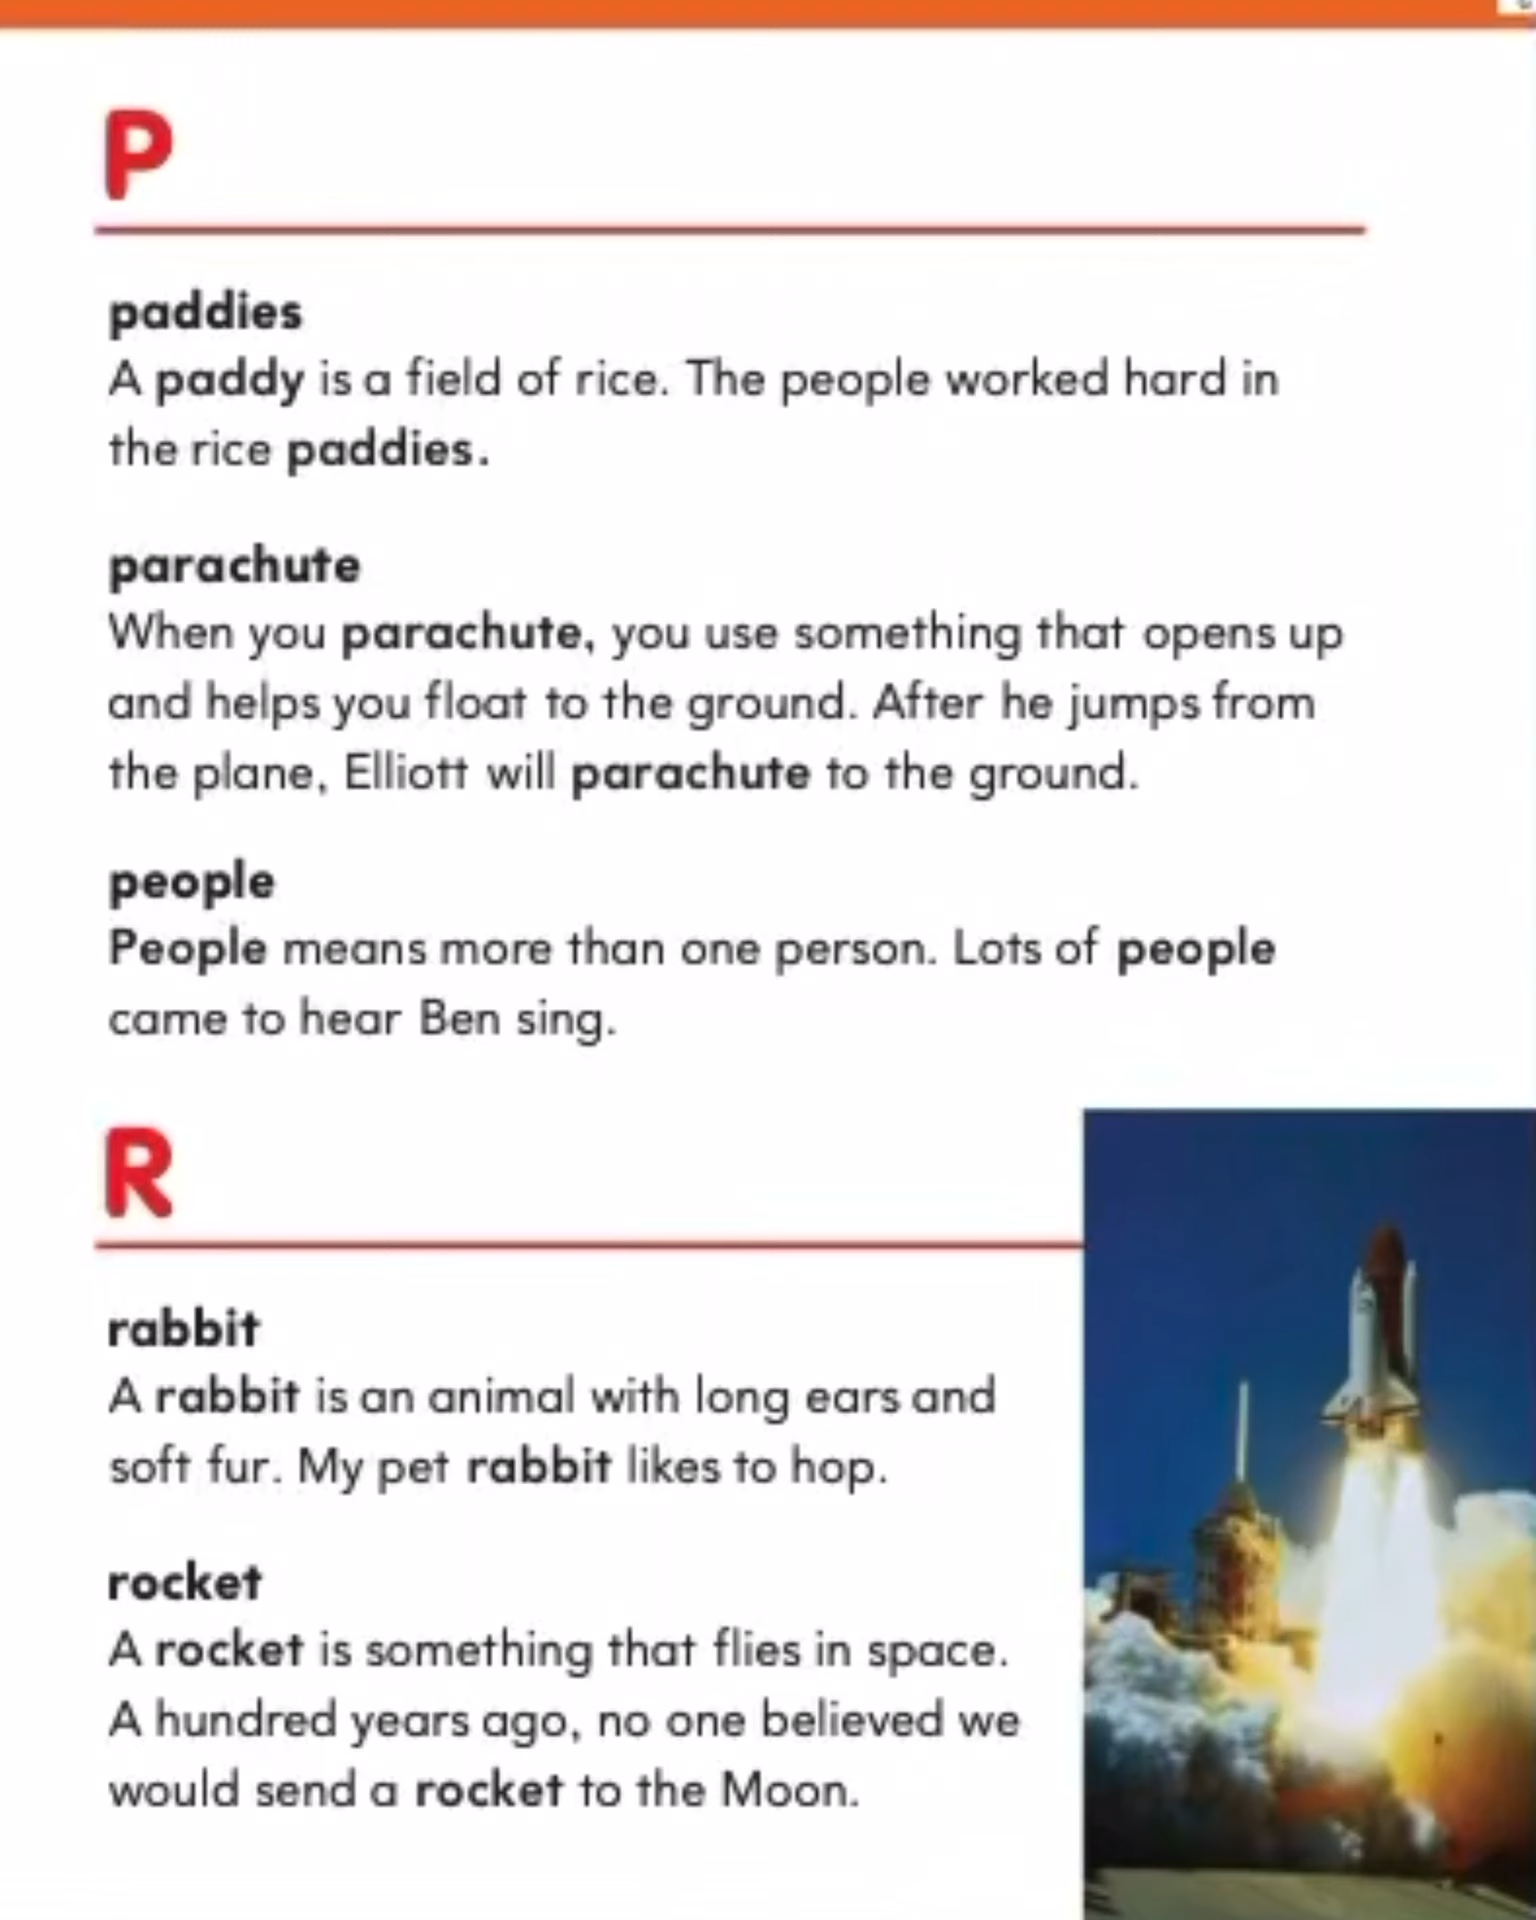 P
paddies
A paddy is a field of rice. The people worked hard in
the rice paddies.
parachute
When you parachute, you use something that opens up
and helps you float to the ground. After he jumps from
the plane, Elliott will parachute to the ground.
people
People means more than one person. Lots of people
came to hear Ben sing.
R
rabbit
A rabbit is an animal with long ears and
soft fur. My pet rabbit likes to hop.
rocket
A rocket is something that flies in space.
A hundred years ago, no one believed we
would send a rocket to the Moon.